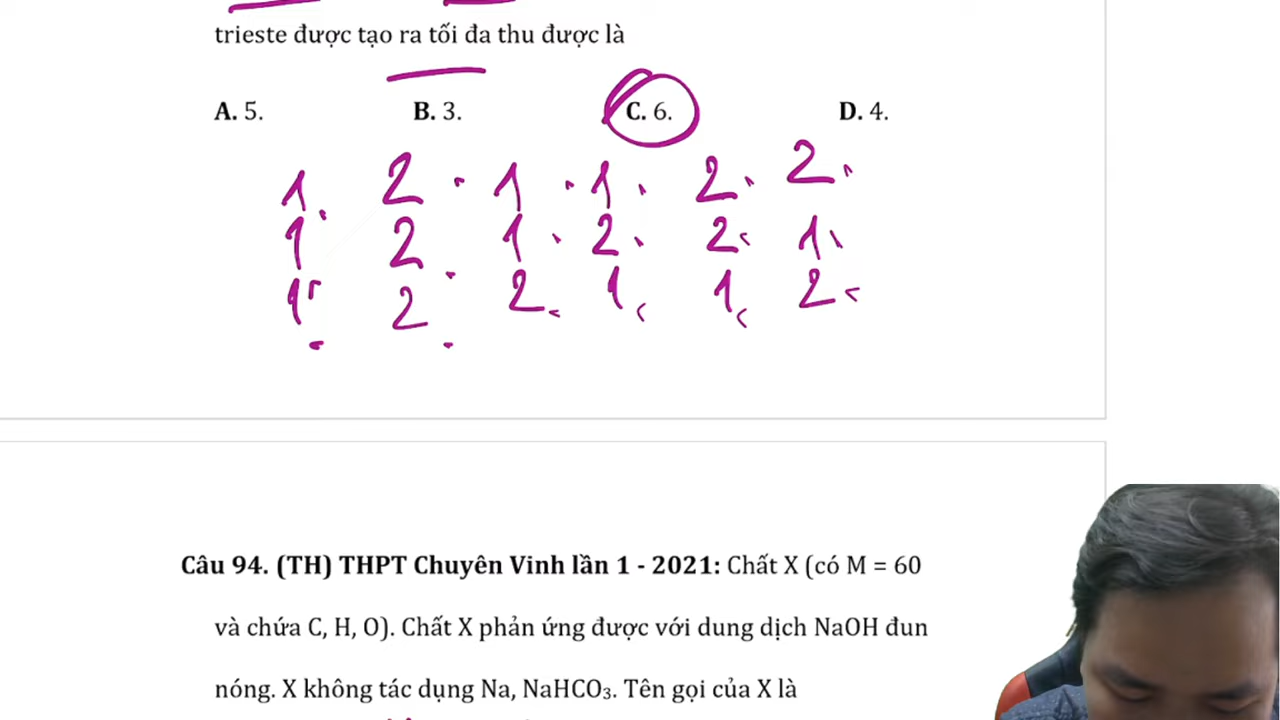 trieste được tạo ra tối đa thu được là
A. 5. B. 3. C. 6. D. 4.
1 2 1 1 2 2
1 2 1 2 2 1
1 2 2 1 1 2
Câu 94. (TH) THPT Chuyên Vinh lần 1 - 2021: Chất X (có M = 60
và chứa C, H, O). Chất X phản ứng được với dung dịch NaOH đun
nóng. X không tác dụng Na, NaHCO₃. Tên gọi của X là